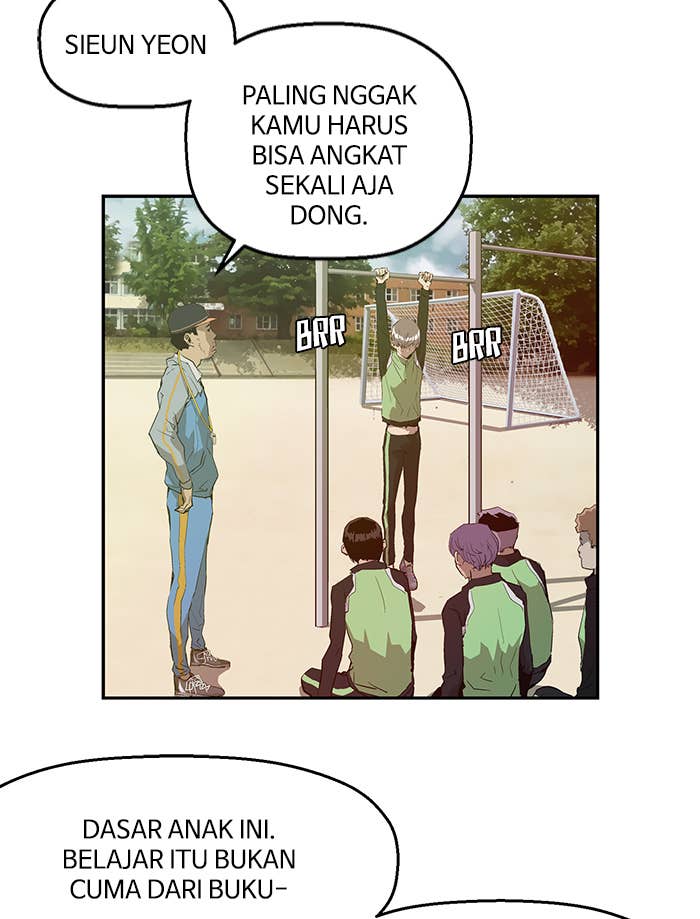 SIEUN YEON
PALING NGGAK
KAMU HARUS
BISA ANGKAT
SEKALI AJA
DONG.
BRR
BRR
DASAR ANAK INI.
BELAJAR ITU BUKAN
CUMA DARI BUKU-